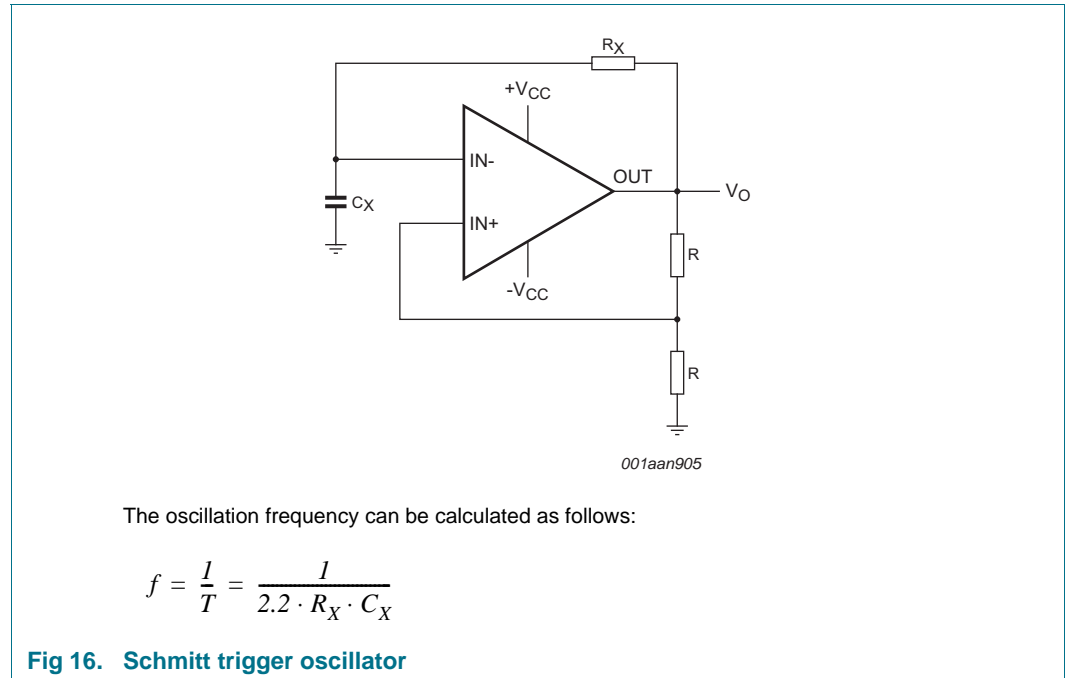 RX
+VCC
IN-
OUT
VO
CX
IN+
R
-VCC
R
001aan905
The oscillation frequency can be calculated as follows:
f = 1/T = 1/(2.2 · RX · CX)
Fig 16. Schmitt trigger oscillator